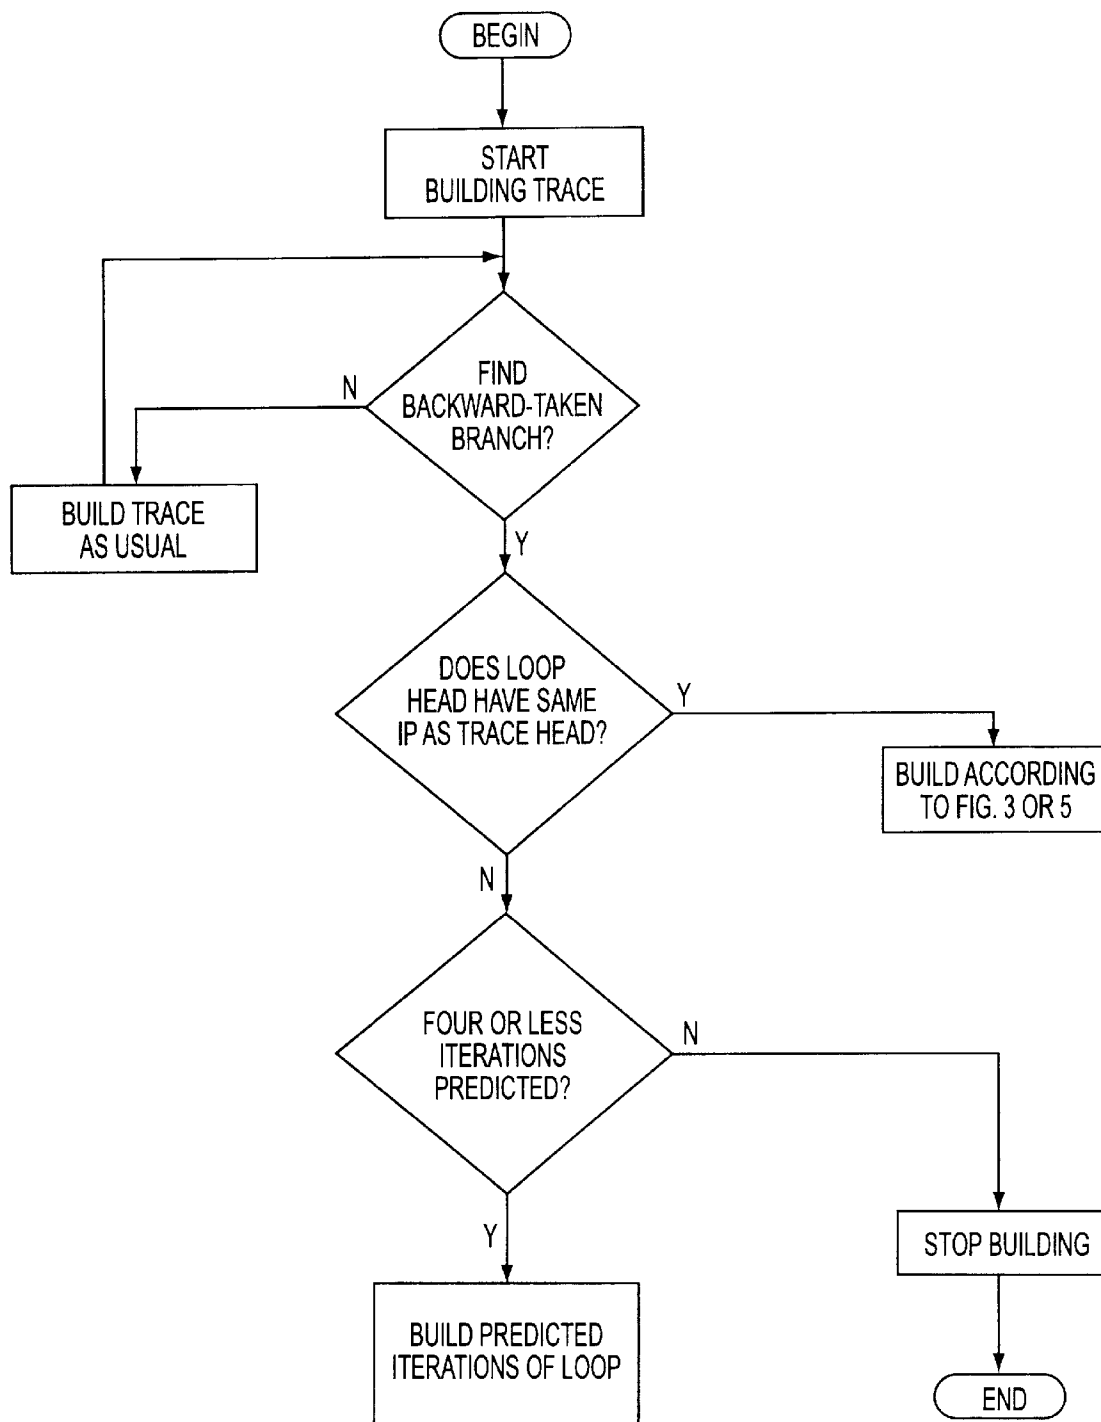 BEGIN
START
BUILDING TRACE
FIND
BACKWARD-TAKEN
BRANCH?
N
BUILD TRACE
AS USUAL
Y
DOES LOOP
HEAD HAVE SAME
IP AS TRACE HEAD?
Y
BUILD ACCORDING
TO FIG. 3 OR 5
N
FOUR OR LESS
ITERATIONS
PREDICTED?
N
STOP BUILDING
Y
BUILD PREDICTED
ITERATIONS OF LOOP
END